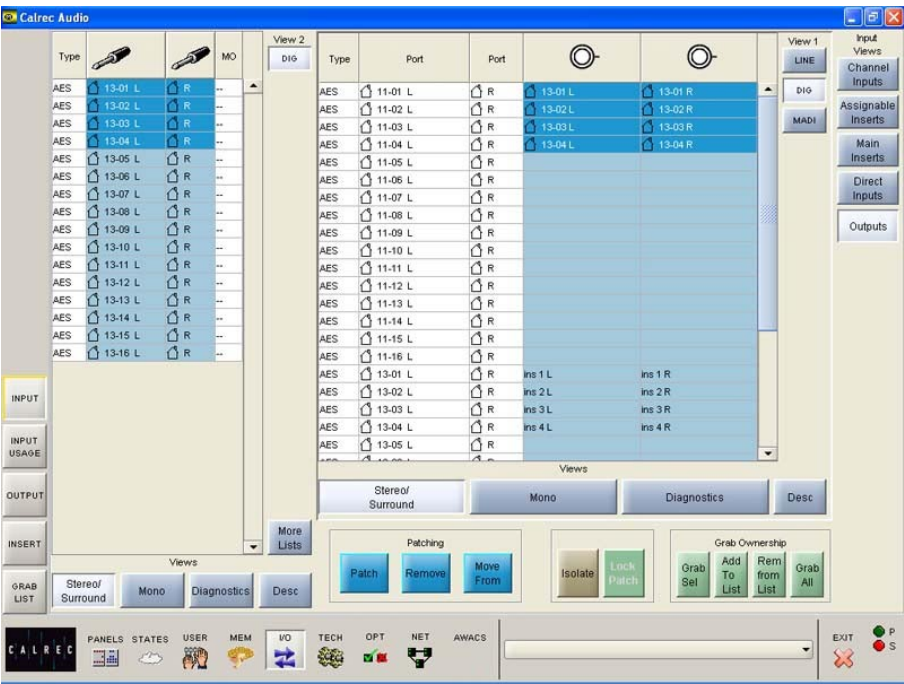 Calrec Audio
Type MO
AES 13-01 L R --
AES 13-02 L R --
AES 13-03 L R --
AES 13-04 L R --
AES 13-05 L R --
AES 13-06 L R --
AES 13-07 L R --
AES 13-08 L R --
AES 13-09 L R --
AES 13-10 L R --
AES 13-11 L R --
AES 13-12 L R --
AES 13-13 L R --
AES 13-14 L R --
AES 13-15 L R --
AES 13-16 L R --
View 2
DIG
More
Lists
Desc
Views
Stereo/
Surround
Mono
Diagnostics
INPUT
INPUT
USAGE
OUTPUT
INSERT
GRAB
LIST
Type Port Port
AES 11-01 L R 13-01 L 13-01 R
AES 11-02 L R 13-02 L 13-02 R
AES 11-03 L R 13-03 L 13-03 R
AES 11-04 L R 13-04 L 13-04 R
AES 11-05 L R
AES 11-06 L R
AES 11-07 L R
AES 11-08 L R
AES 11-09 L R
AES 11-10 L R
AES 11-11 L R
AES 11-12 L R
AES 11-13 L R
AES 11-14 L R
AES 11-15 L R
AES 11-16 L R
AES 13-01 L R ins 1 L ins 1 R
AES 13-02 L R ins 2 L ins 2 R
AES 13-03 L R ins 3 L ins 3 R
AES 13-04 L R ins 4 L ins 4 R
AES 13-05 L R
Views
Stereo/
Surround
Mono
Diagnostics
Desc
View 1
LINE
DIG
MADI
Input
Views
Channel
Inputs
Assignable
Inserts
Main
Inserts
Direct
Inputs
Outputs
Patching
Patch
Remove
Move
From
Isolate
Lock
Patch
Grab Ownership
Grab
Sel
Add
To
List
Rem
from
List
Grab
All
CALREC
PANELS STATES USER MEM I/O TECH OPT NET AWACS
EXIT
P
S